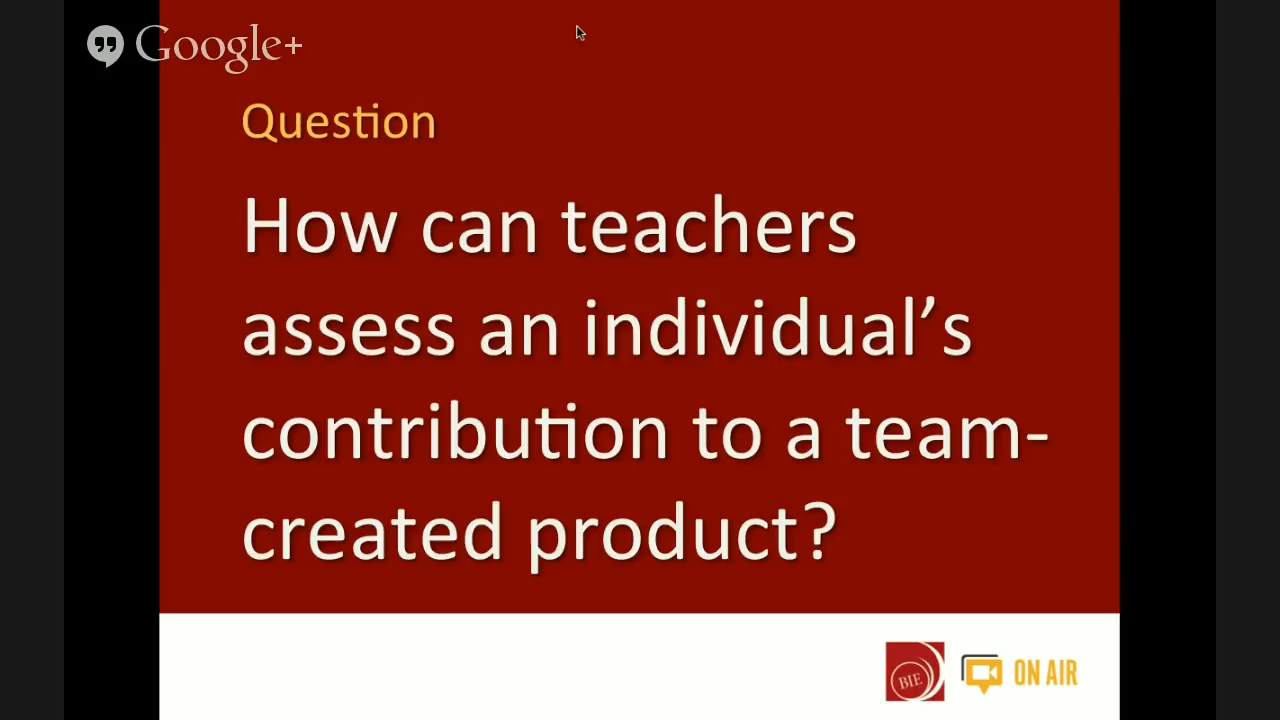 Google+
Question
How can teachers
assess an individual’s
contribution to a team-
created product?
BIE
ON AIR